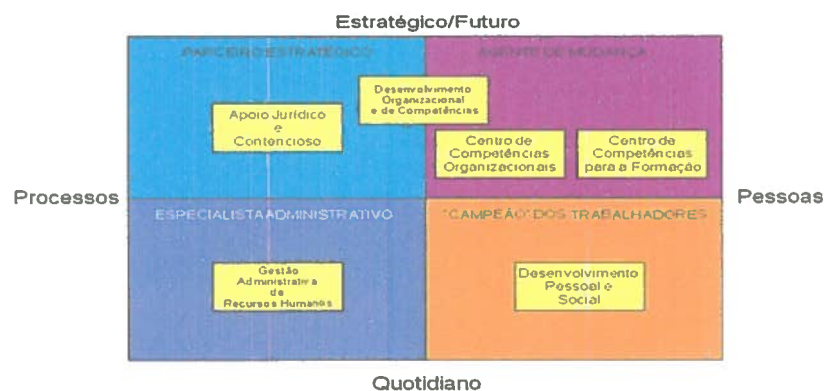 Estratégico/Futuro
PARCEIRO ESTRATÉGICO
AGENTE DE MUDANÇA
Desenvolvimento
Organizacional
e de Competências
Apoio Jurídico
e
Contencioso
Centro de
Competências
Organizacionais
Centro de
Competências
para a Formação
Processos
Pessoas
ESPECIALISTA ADMINISTRATIVO
"CAMPEÃO" DOS TRABALHADORES
Gestão
Administrativa
de
Recursos Humanos
Desenvolvimento
Pessoal e
Social
Quotidiano